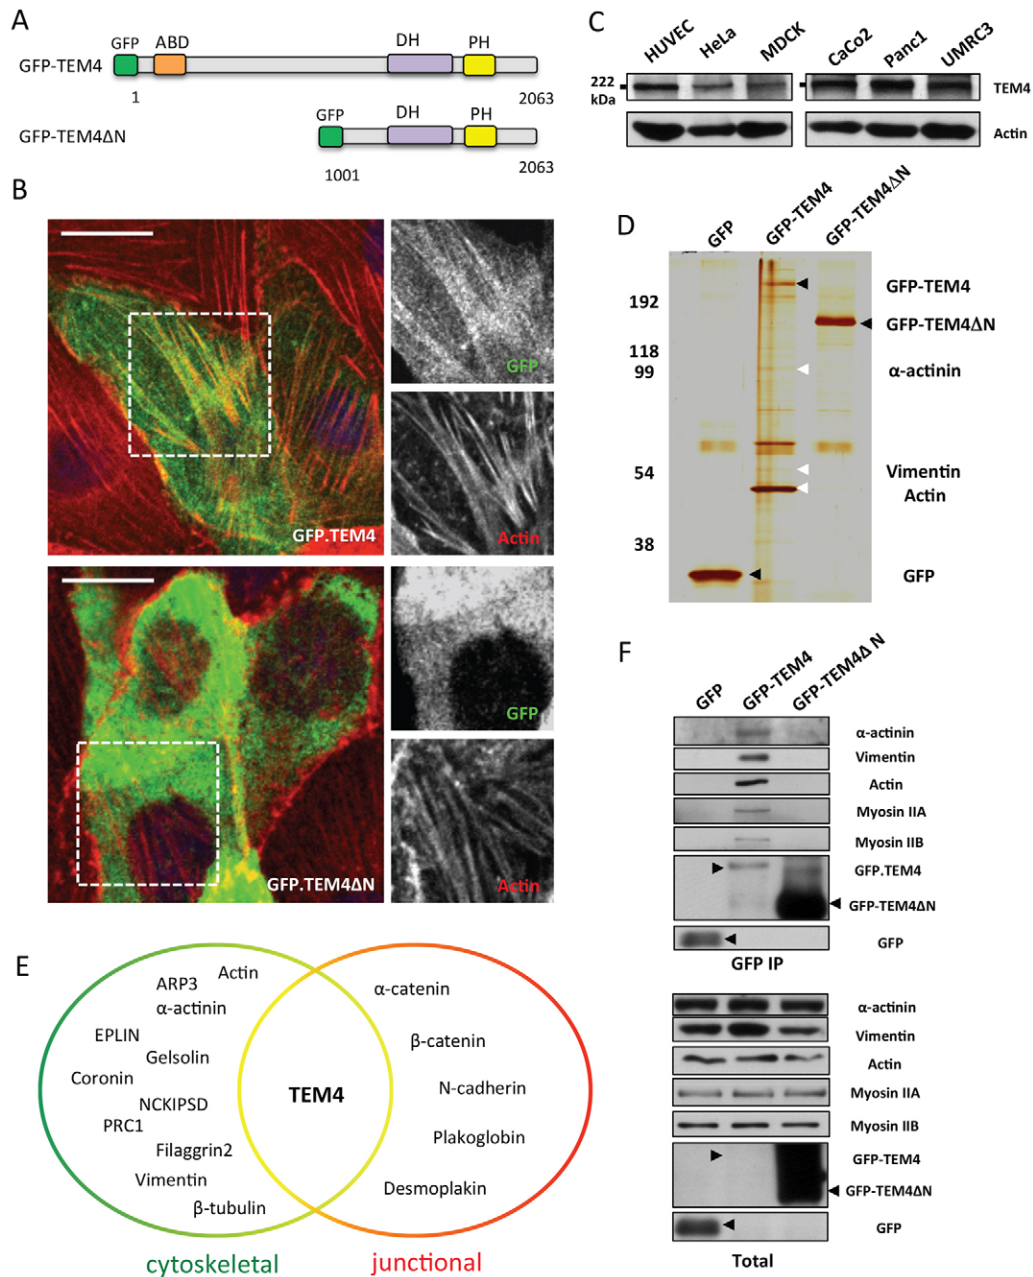 A
GFP ABD DH PH
GFP-TEM4
1 2063
GFP DH PH
GFP-TEM4ΔN
1001 2063
B
GFP.TEM4
GFP
Actin
GFP.TEM4ΔN
GFP
Actin
C
HUVEC HeLa MDCK CaCo2 Panc1 UMRC3
222 kDa
TEM4
Actin
D
GFP GFP-TEM4 GFP-TEM4ΔN
192
118
99
54
38
GFP-TEM4
GFP-TEM4ΔN
α-actinin
Vimentin
Actin
GFP
E
Actin
ARP3
α-actinin
EPLIN
Gelsolin
Coronin
NCKIPSD
PRC1
Filaggrin2
Vimentin
β-tubulin
TEM4
α-catenin
β-catenin
N-cadherin
Plakoglobin
Desmoplakin
cytoskeletal
junctional
F
GFP GFP-TEM4 GFP-TEM4Δ N
α-actinin
Vimentin
Actin
Myosin IIA
Myosin IIB
GFP.TEM4
GFP-TEM4ΔN
GFP
GFP IP
α-actinin
Vimentin
Actin
Myosin IIA
Myosin IIB
GFP-TEM4
GFP-TEM4ΔN
GFP
Total